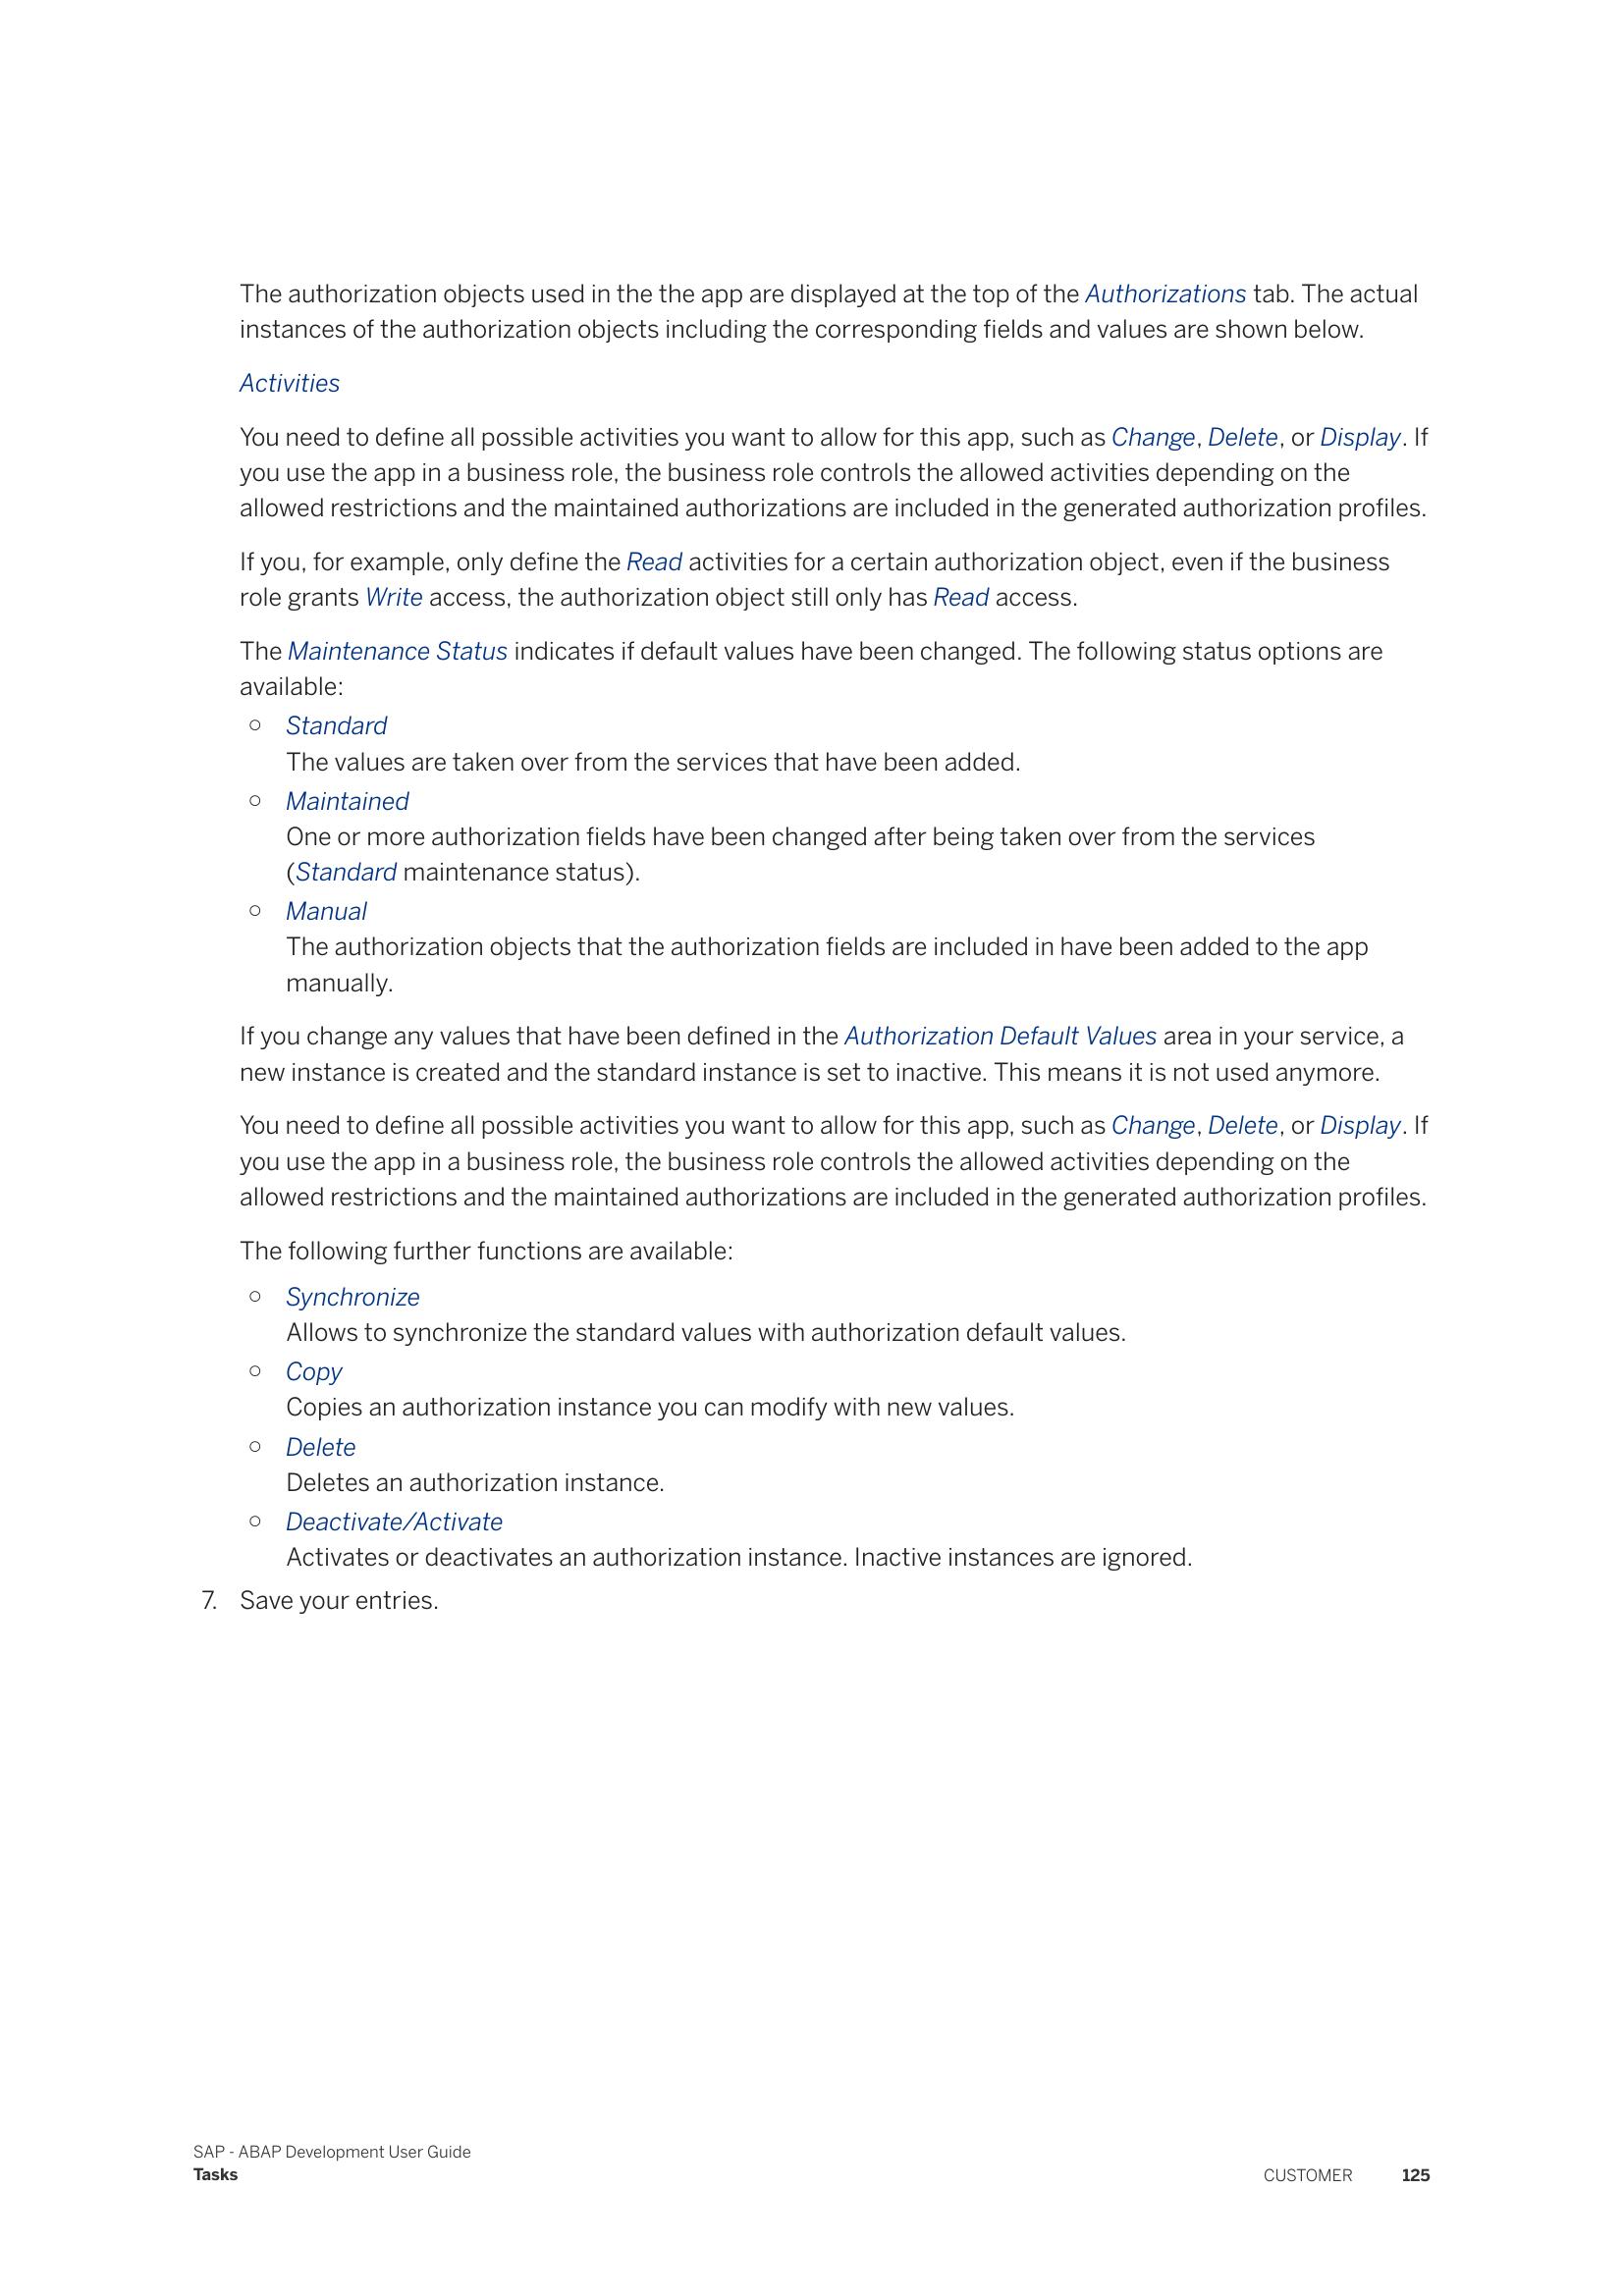 The authorization objects used in the the app are displayed at the top of the Authorizations tab. The actual
instances of the authorization objects including the corresponding fields and values are shown below.
Activities
You need to define all possible activities you want to allow for this app, such as Change, Delete, or Display. If
you use the app in a business role, the business role controls the allowed activities depending on the
allowed restrictions and the maintained authorizations are included in the generated authorization profiles.
If you, for example, only define the Read activities for a certain authorization object, even if the business
role grants Write access, the authorization object still only has Read access.
The Maintenance Status indicates if default values have been changed. The following status options are
available:
○ Standard
The values are taken over from the services that have been added.
○ Maintained
One or more authorization fields have been changed after being taken over from the services
(Standard maintenance status).
○ Manual
The authorization objects that the authorization fields are included in have been added to the app
manually.
If you change any values that have been defined in the Authorization Default Values area in your service, a
new instance is created and the standard instance is set to inactive. This means it is not used anymore.
You need to define all possible activities you want to allow for this app, such as Change, Delete, or Display. If
you use the app in a business role, the business role controls the allowed activities depending on the
allowed restrictions and the maintained authorizations are included in the generated authorization profiles.
The following further functions are available:
○ Synchronize
Allows to synchronize the standard values with authorization default values.
○ Copy
Copies an authorization instance you can modify with new values.
○ Delete
Deletes an authorization instance.
○ Deactivate/Activate
Activates or deactivates an authorization instance. Inactive instances are ignored.
7. Save your entries.
SAP - ABAP Development User Guide
Tasks
CUSTOMER 125